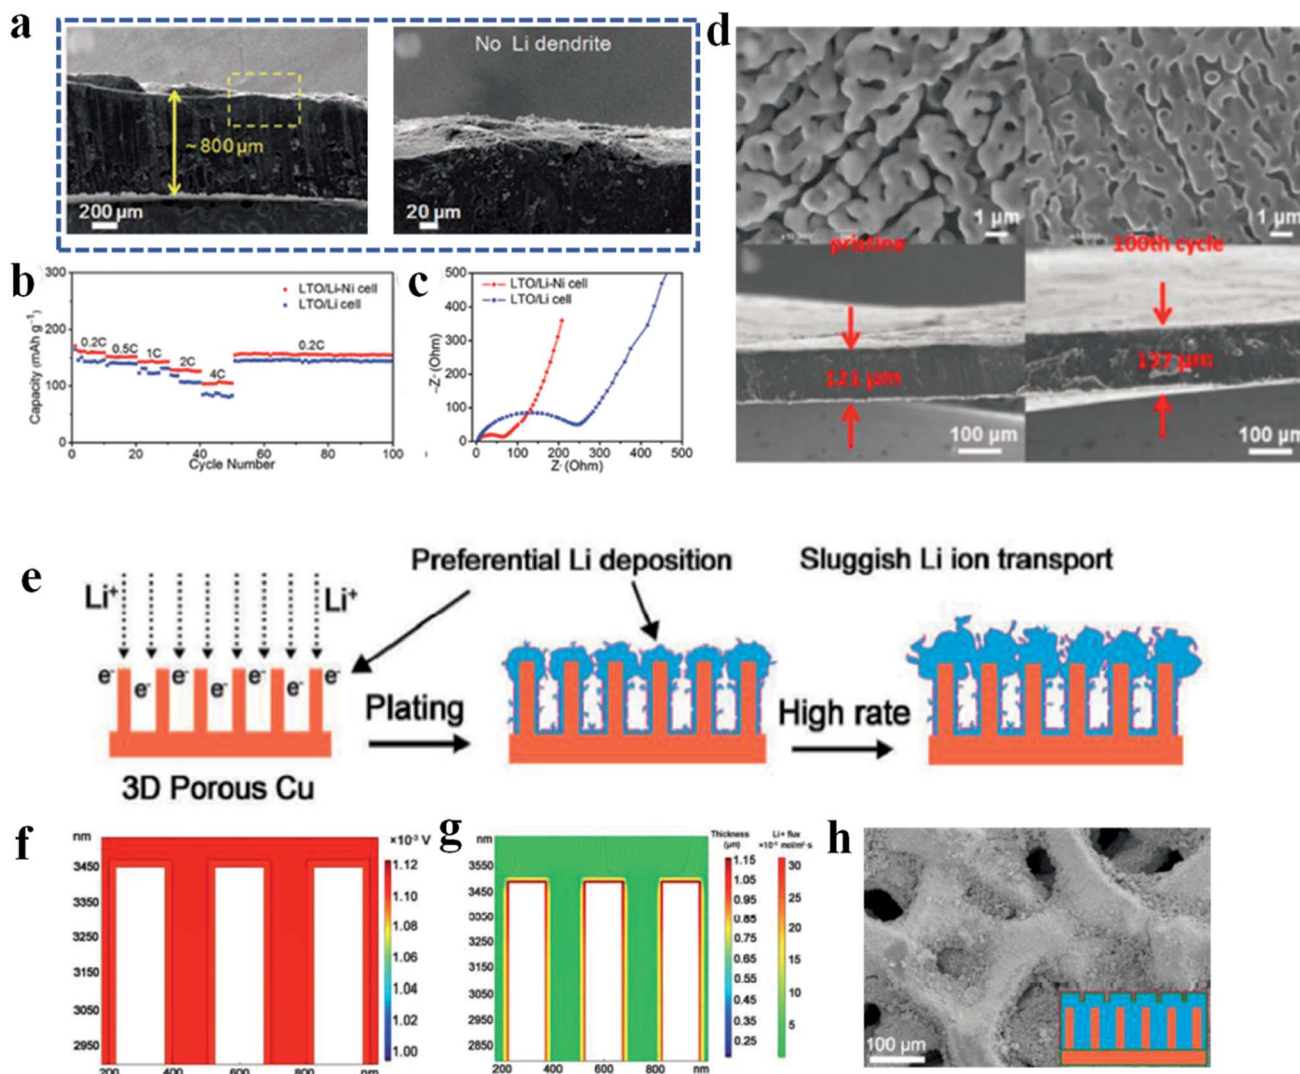 a
~ 800 µm
200 µm
No Li dendrite
20 µm
b
300
200
100
0
Capacity (mAh g⁻¹)
LTO/Li-Ni cell
LTO/Li cell
0.2C
0.5C
1C
2C
4C
0.2C
0 20 40 60 80 100
Cycle Number
c
500
400
300
200
100
0
-Z'' (Ohm)
LTO/Li-Ni cell
LTO/Li cell
0 100 200 300 400 500
Z' (Ohm)
d
1 µm
1 µm
pristine
100th cycle
121 µm
137 µm
100 µm
100 µm
e
Li⁺ Li⁺
e⁻ e⁻ e⁻ e⁻ e⁻ e⁻ e⁻
3D Porous Cu
Preferential Li deposition
Plating
Sluggish Li ion transport
High rate
f
nm
3450
3350
3250
3150
3050
2950
200 400 600 800 nm
×10⁻³ V
1.12
1.10
1.08
1.06
1.04
1.02
1.00
g
nm
3550
3450
3350
3250
3150
3050
2950
2850
200 400 600 800 nm
Thickness
(µm)
1.15
1.05
0.95
0.85
0.75
0.65
0.55
0.45
0.35
0.25
Li+ flux
mol/m²·s
30
25
20
15
10
5
h
100 µm